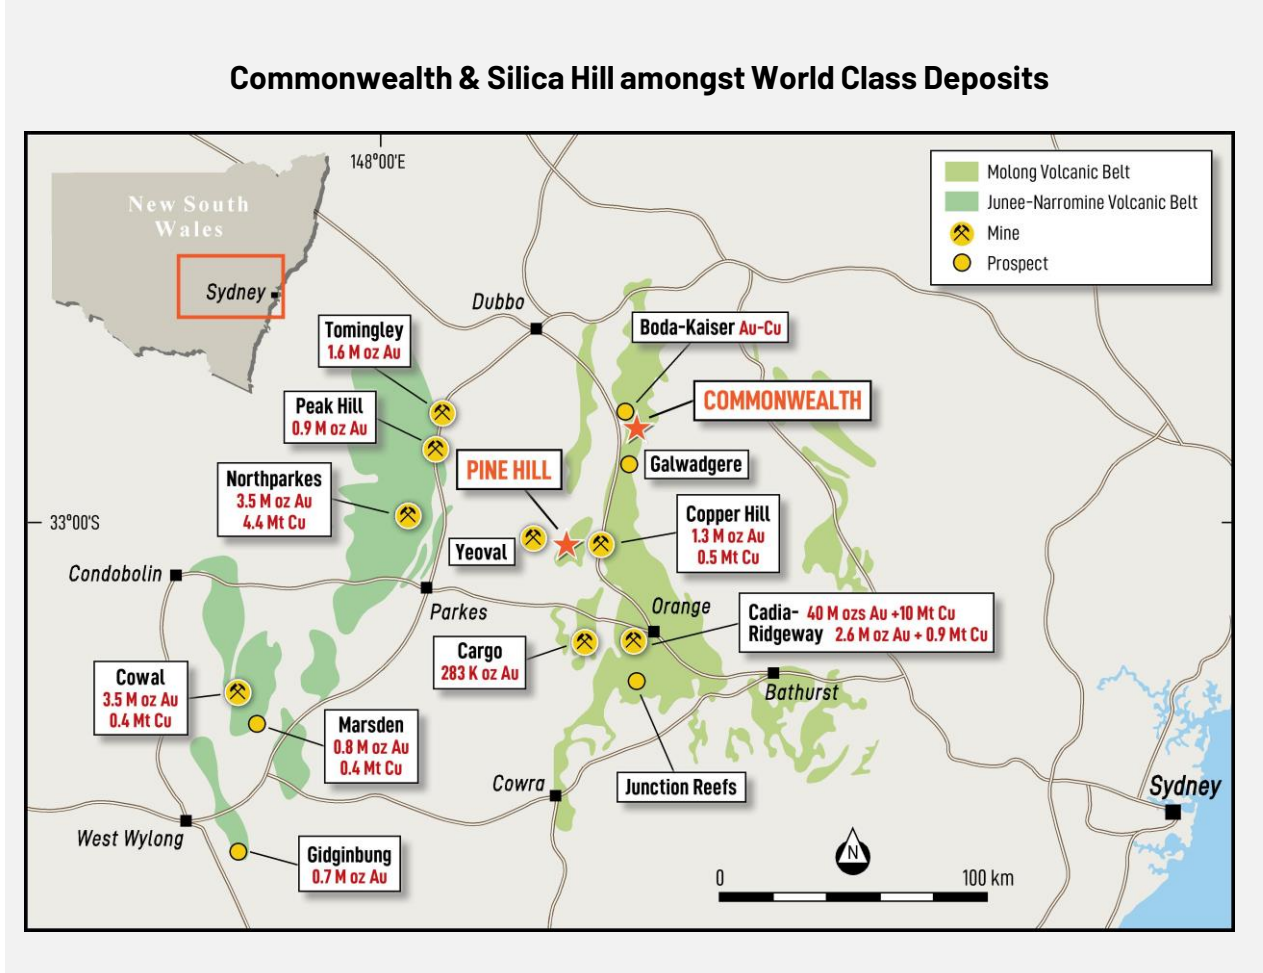 Commonwealth & Silica Hill amongst World Class Deposits
148°00'E
New South
Wales
Sydney
Molong Volcanic Belt
Junee-Narromine Volcanic Belt
Mine
Prospect
Dubbo
Tomingley
1.6 M oz Au
Boda-Kaiser Au-Cu
Peak Hill
0.9 M oz Au
COMMONWEALTH
PINE HILL
Galwadgere
Northparkes
3.5 M oz Au
4.4 Mt Cu
33°00'S
Copper Hill
1.3 M oz Au
0.5 Mt Cu
Yeoval
Condobolin
Parkes
Orange
Cadia- 40 M ozs Au +10 Mt Cu
Ridgeway 2.6 M oz Au + 0.9 Mt Cu
Cargo
283 K oz Au
Cowal
3.5 M oz Au
0.4 Mt Cu
Bathurst
Marsden
0.8 M oz Au
0.4 Mt Cu
Cowra
Junction Reefs
Sydney
West Wylong
Gidginbung
0.7 M oz Au
N
0 100 km